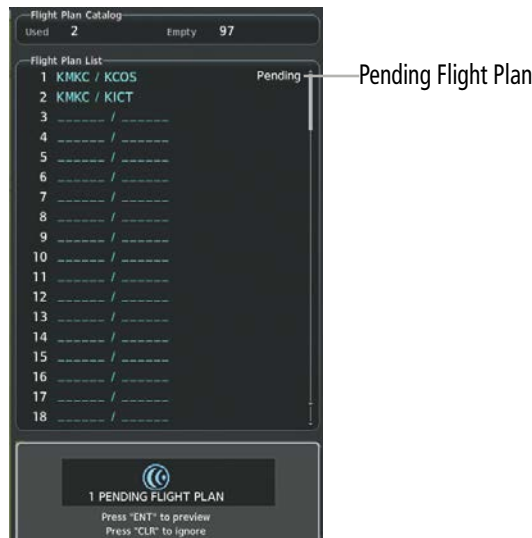 Flight Plan Catalog
Used 2 Empty 97
Flight Plan List
1 KMKC / KCOS Pending
Pending Flight Plan
2 KMKC / KICT
3 ______ / ______
4 ______ / ______
5 ______ / ______
6 ______ / ______
7 ______ / ______
8 ______ / ______
9 ______ / ______
10 ______ / ______
11 ______ / ______
12 ______ / ______
13 ______ / ______
14 ______ / ______
15 ______ / ______
16 ______ / ______
17 ______ / ______
18 ______ / ______
1 PENDING FLIGHT PLAN
Press "ENT" to preview
Press "CLR" to ignore